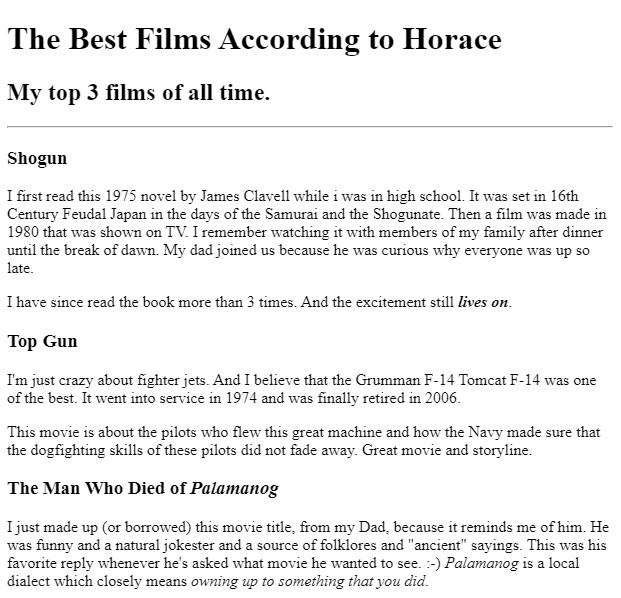 The Best Films According to Horace
My top 3 films of all time.
Shogun
I first read this 1975 novel by James Clavell while i was in high school. It was set in 16th
Century Feudal Japan in the days of the Samurai and the Shogunate. Then a film was made in
1980 that was shown on TV. I remember watching it with members of my family after dinner
until the break of dawn. My dad joined us because he was curious why everyone was up so
late.
I have since read the book more than 3 times. And the excitement still lives on.
Top Gun
I'm just crazy about fighter jets. And I believe that the Grumman F-14 Tomcat F-14 was one
of the best. It went into service in 1974 and was finally retired in 2006.
This movie is about the pilots who flew this great machine and how the Navy made sure that
the dogfighting skills of these pilots did not fade away. Great movie and storyline.
The Man Who Died of Palamanog
I just made up (or borrowed) this movie title, from my Dad, because it reminds me of him. He
was funny and a natural jokester and a source of folklores and "ancient" sayings. This was his
favorite reply whenever he's asked what movie he wanted to see. :-) Palamanog is a local
dialect which closely means owning up to something that you did.